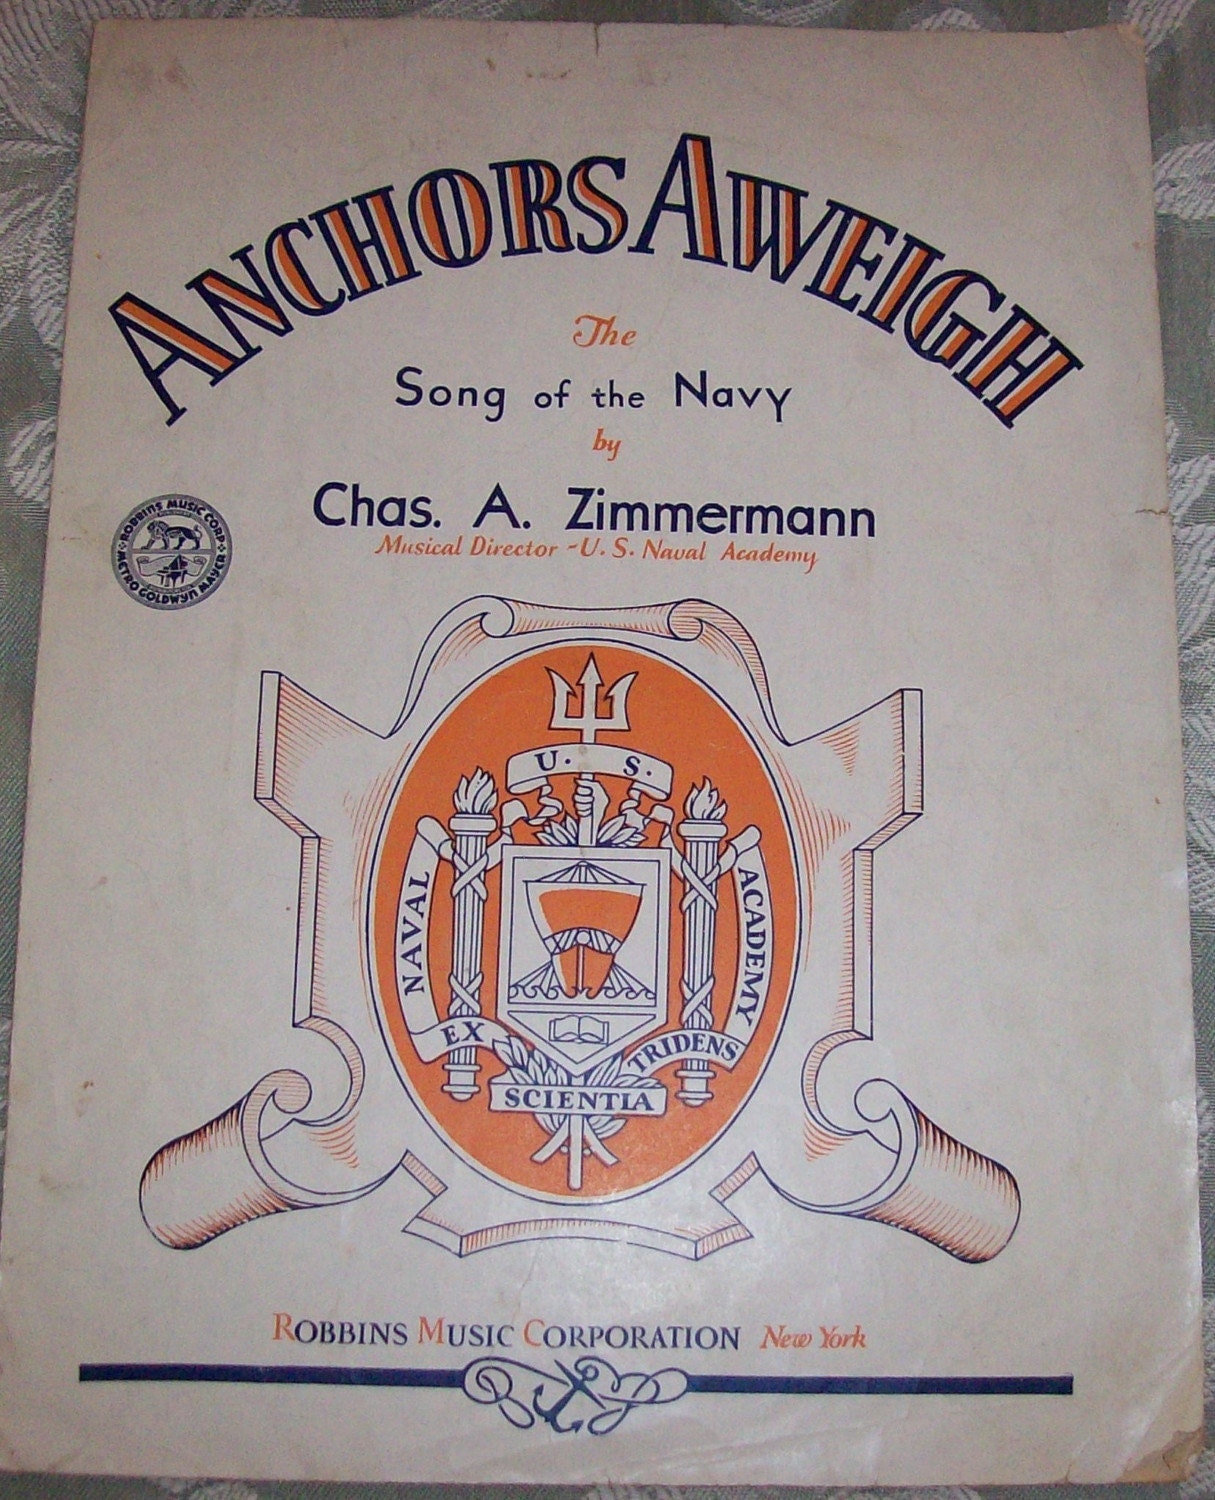 ANCHORS AWEIGH
The
Song of the Navy
by
Chas. A. Zimmermann
Musical Director - U. S. Naval Academy
ROBBINS MUSIC CORP.
METRO GOLDWYN MAYER
U. S.
NAVAL
ACADEMY
EX
TRIDENS
SCIENTIA
ROBBINS MUSIC CORPORATION New York